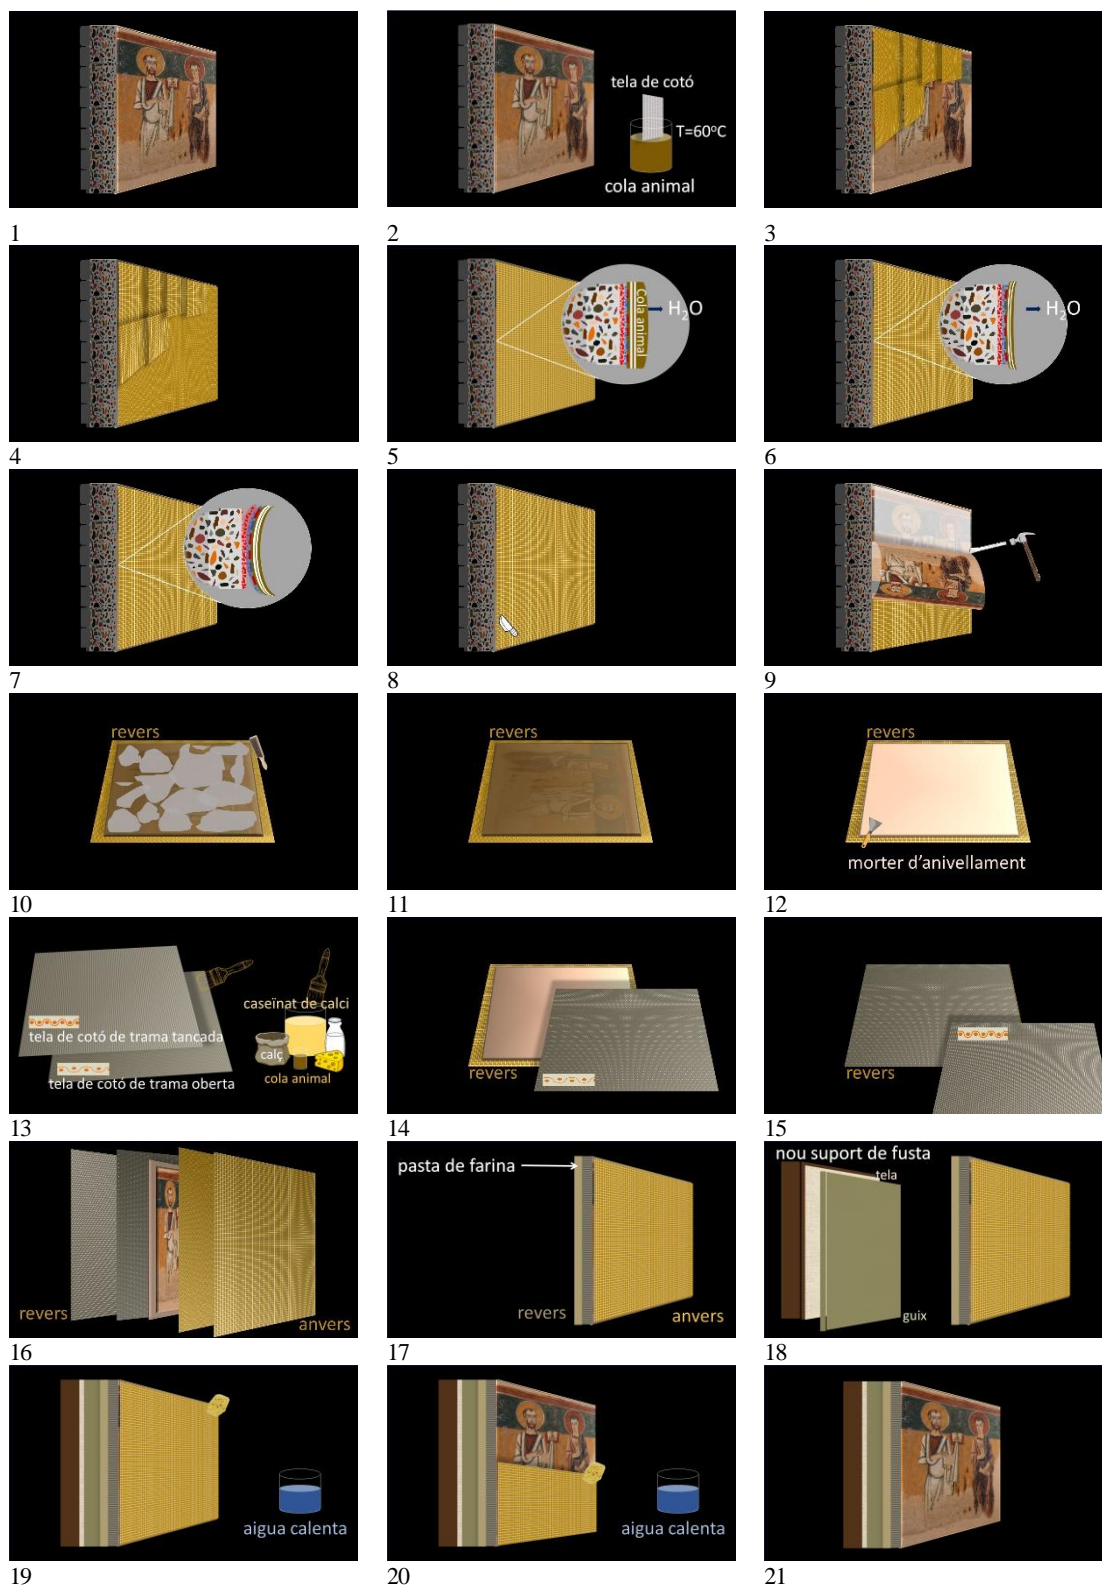 tela de cotó
T=60ºC
cola animal
1
2
3
Cola animal
H₂O
H₂O
4
5
6
7
8
9
revers
revers
revers
morter d'anivellament
10
11
12
caseïnat de calci
tela de cotó de trama tancada
calç
cola animal
tela de cotó de trama oberta
revers
revers
13
14
15
revers
anvers
pasta de farina
revers
anvers
nou suport de fusta
tela
guix
16
17
18
aigua calenta
aigua calenta
19
20
21